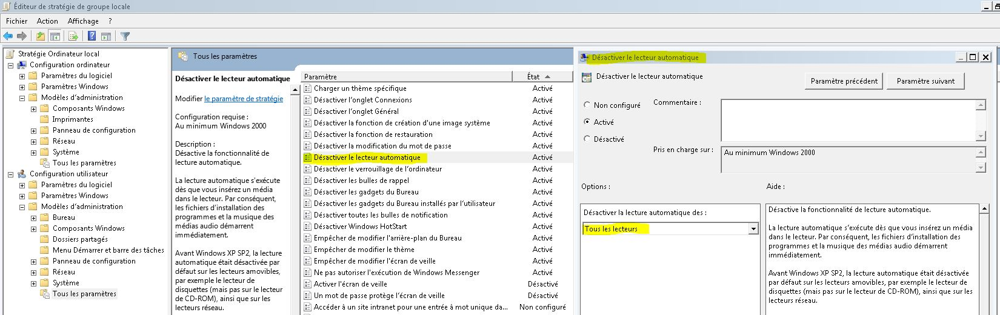 Éditeur de stratégie de groupe locale
Fichier Action Affichage ?
Stratégie Ordinateur local
Configuration ordinateur
Paramètres du logiciel
Paramètres Windows
Modèles d'administration
Composants Windows
Imprimantes
Panneau de configuration
Réseau
Système
Tous les paramètres
Configuration utilisateur
Paramètres du logiciel
Paramètres Windows
Modèles d'administration
Bureau
Composants Windows
Dossiers partagés
Menu Démarrer et barre des tâches
Panneau de configuration
Réseau
Système
Tous les paramètres
Tous les paramètres
Désactiver le lecteur automatique
Modifier le paramètre de stratégie
Configuration requise :
Au minimum Windows 2000
Description :
Désactive la fonctionnalité de
lecture automatique.
La lecture automatique s'exécute
dès que vous insérez un média
dans le lecteur. Par conséquent,
les fichiers d'installation des
programmes et la musique des
médias audio démarrent
immédiatement.
Avant Windows XP SP2, la lecture
automatique était désactivée par
défaut sur les lecteurs amovibles,
par exemple le lecteur de
disquettes (mais pas sur le lecteur
de CD-ROM), ainsi que sur les
lecteurs réseau.
Paramètre État
Charger un thème spécifique Activé
Désactiver l'onglet Connexions Activé
Désactiver l'onglet Général Activé
Désactiver la fonction de création d'une image système Activé
Désactiver la fonction de restauration Activé
Désactiver la modification du mot de passe Activé
Désactiver le lecteur automatique Activé
Désactiver le verrouillage de l'ordinateur Activé
Désactiver les bulles de rappel Activé
Désactiver les gadgets du Bureau Activé
Désactiver les gadgets du Bureau installés par l'utilisateur Activé
Désactiver toutes les bulles de notification Activé
Désactiver Windows HotStart Activé
Empêcher de modifier l'arrière-plan du Bureau Activé
Empêcher de modifier le thème Activé
Empêcher de modifier l'écran de veille Activé
Ne pas autoriser l'exécution de Windows Messenger Activé
Activer l'écran de veille Désactivé
Un mot de passe protège l'écran de veille Désactivé
Accéder à un site intranet pour une entrée à mot unique da... Non configuré
Désactiver le lecteur automatique
Désactiver le lecteur automatique
Paramètre précédent Paramètre suivant
Non configuré Commentaire :
Activé
Désactivé
Pris en charge sur : Au minimum Windows 2000
Options : Aide :
Désactiver la lecture automatique des :
Tous les lecteurs
Désactive la fonctionnalité de lecture automatique.
La lecture automatique s'exécute dès que vous insérez un média
dans le lecteur. Par conséquent, les fichiers d'installation des
programmes et la musique des médias audio démarrent
immédiatement.
Avant Windows XP SP2, la lecture automatique était désactivée
par défaut sur les lecteurs amovibles, par exemple le lecteur de
disquettes (mais pas sur le lecteur de CD-ROM), ainsi que sur les
lecteurs réseau.